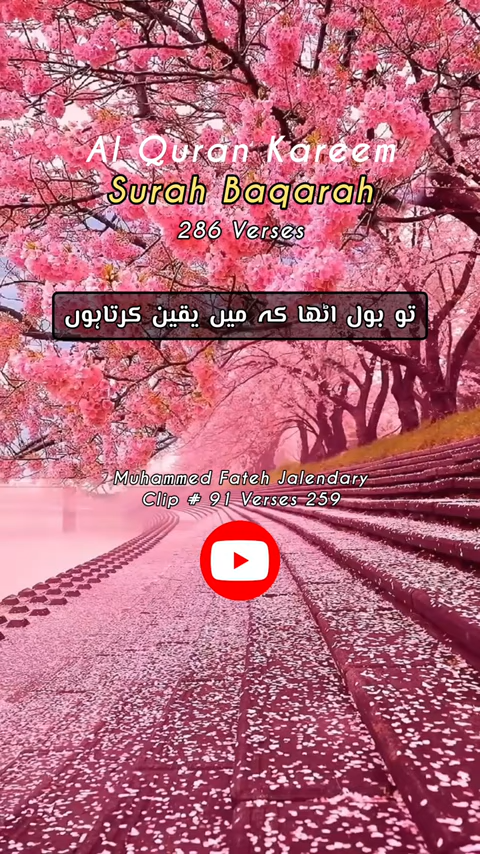 Al Quran Kareem
Surah Baqarah
286 Verses
تو بول اٹھا کہ میں یقین کرتاہوں
Muhammed Fateh Jalendary
Clip # 91 Verses 259